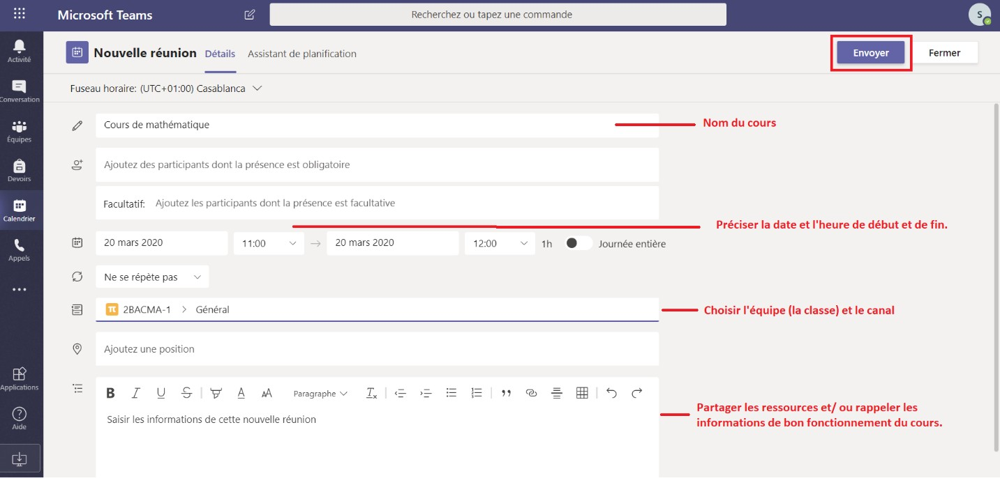 Microsoft Teams
Recherchez ou tapez une commande
S
Activité
Conversation
Équipes
Devoirs
Calendrier
Appels
Applications
Aide
Nouvelle réunion Détails Assistant de planification
Envoyer Fermer
Fuseau horaire: (UTC+01:00) Casablanca
Cours de mathématique
Nom du cours
Ajoutez des participants dont la présence est obligatoire
Facultatif: Ajoutez les participants dont la présence est facultative
Préciser la date et l'heure de début et de fin.
20 mars 2020 11:00 → 20 mars 2020 12:00 1h Journée entière
Ne se répète pas
π 2BACMA-1 > Général
Choisir l'équipe (la classe) et le canal
Ajoutez une position
B I U S A AA Paragraphe Tx
Saisir les informations de cette nouvelle réunion
Partager les ressources et/ ou rappeler les
informations de bon fonctionnement du cours.